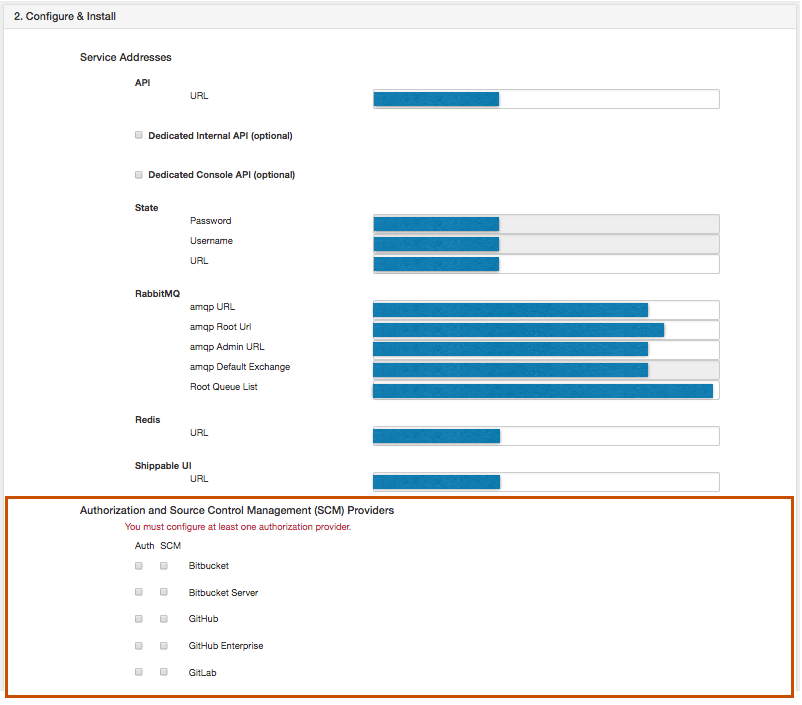 2. Configure & Install
Service Addresses
API
URL
Dedicated Internal API (optional)
Dedicated Console API (optional)
State
Password
Username
URL
RabbitMQ
amqp URL
amqp Root Url
amqp Admin URL
amqp Default Exchange
Root Queue List
Redis
URL
Shippable UI
URL
Authorization and Source Control Management (SCM) Providers
You must configure at least one authorization provider.
Auth SCM
Bitbucket
Bitbucket Server
GitHub
GitHub Enterprise
GitLab